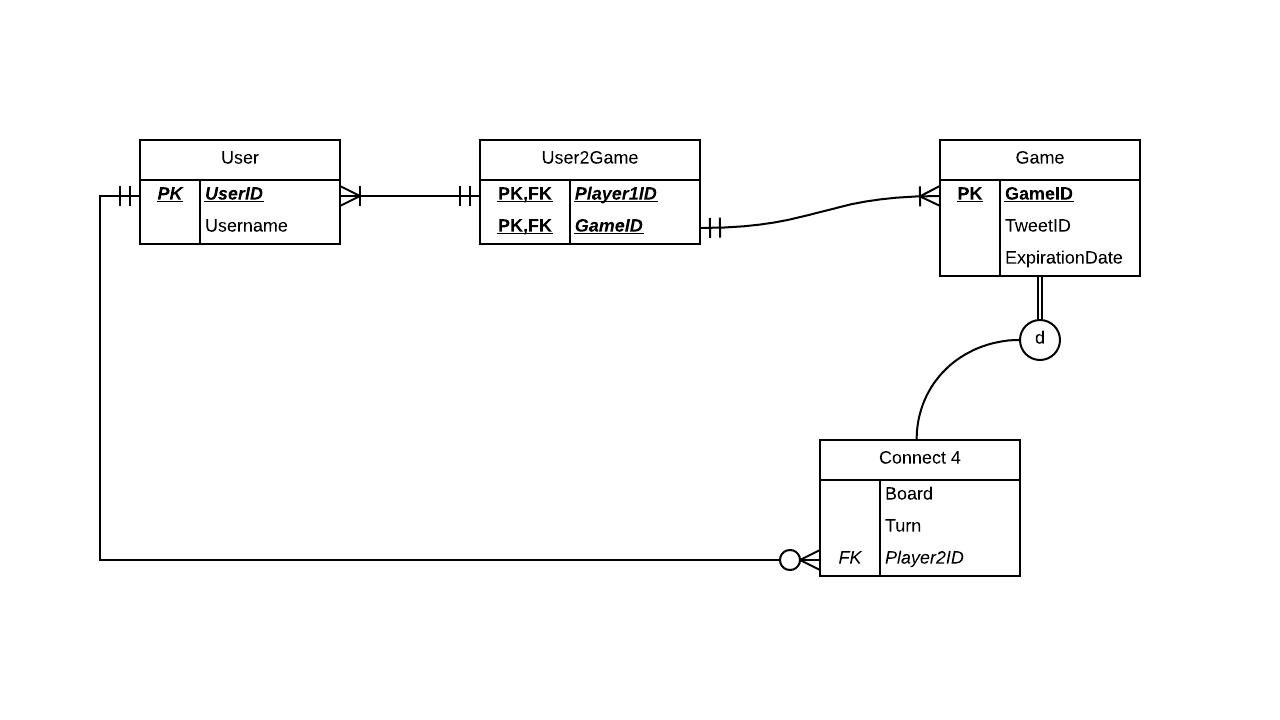 User
PK UserID
Username
User2Game
PK,FK Player1ID
PK,FK GameID
Game
PK GameID
TweetID
ExpirationDate
d
Connect 4
Board
Turn
FK Player2ID